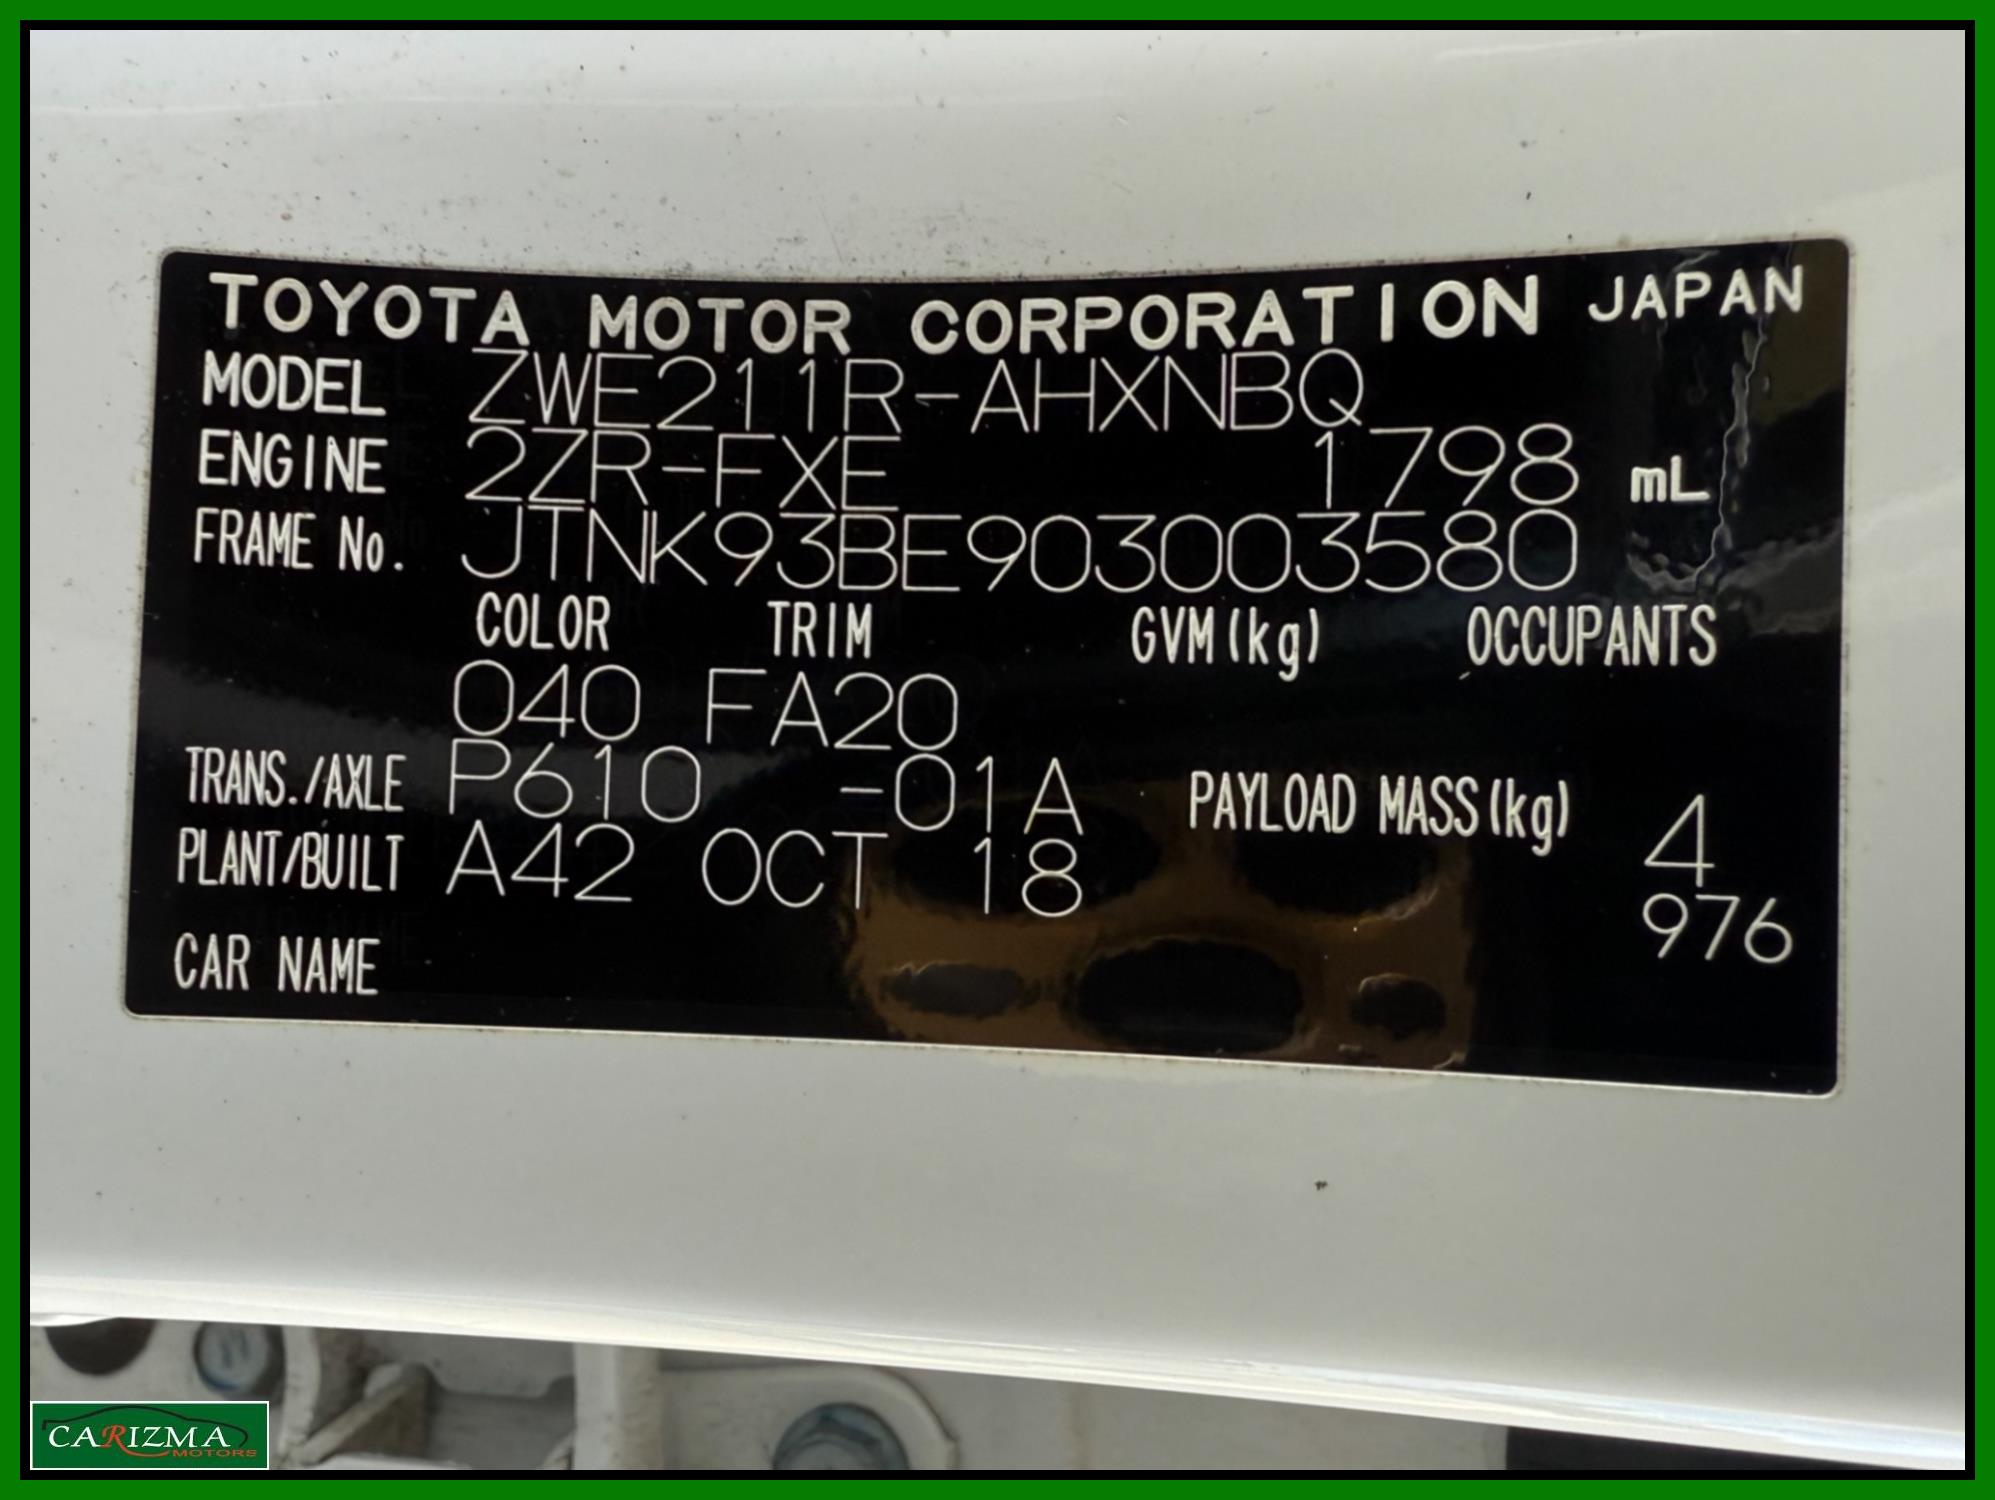 TOYOTA MOTOR CORPORATION JAPAN
MODEL ZWE211R-AHXNBQ
ENGINE 2ZR-FXE 1798 mL
FRAME No. JTNK93BE903003580
COLOR TRIM GVM(kg) OCCUPANTS
040 FA20
TRANS./AXLE P610 -01A PAYLOAD MASS(kg) 4
PLANT/BUILT A42 OCT 18 976
CAR NAME
CARIZMA
MOTORS